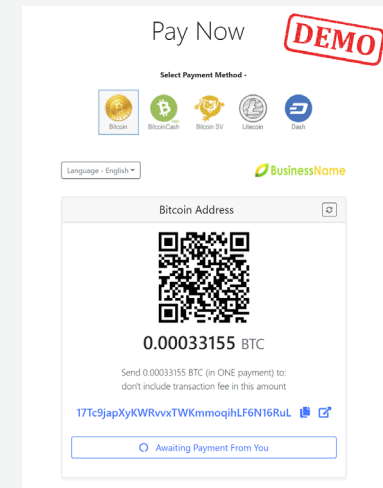 Pay Now
DEMO
Select Payment Method -
Bitcoin
BitcoinCash
Bitcoin SV
Litecoin
Dash
Language - English
BusinessName
Bitcoin Address
0.00033155 BTC
Send 0.00033155 BTC (in ONE payment) to:
don't include transaction fee in this amount
17Tc9japXyKWRvvxTWKmmoqihLF6N16RuL
Awaiting Payment From You